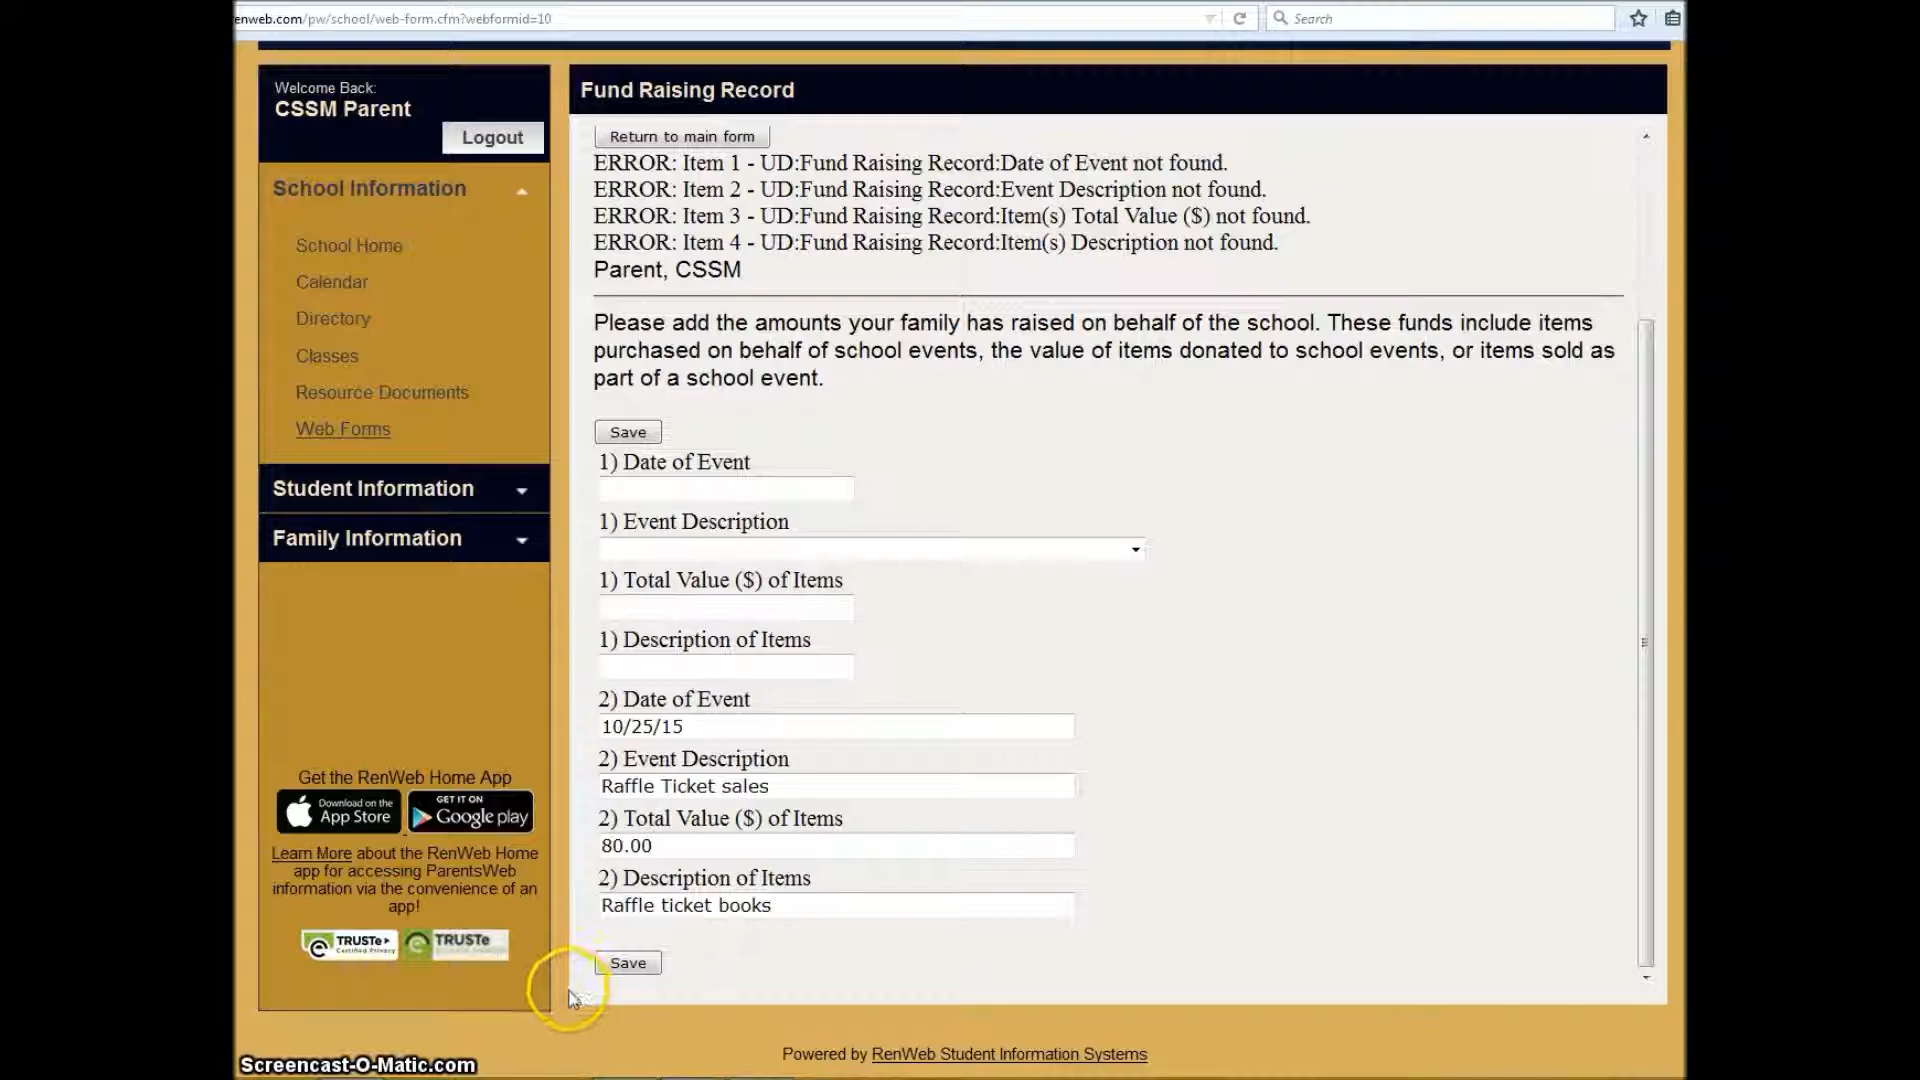 enweb.com/pw/school/web-form.cfm?webformid=10
Search
Welcome Back:
CSSM Parent
Logout
School Information
School Home
Calendar
Directory
Classes
Resource Documents
Web Forms
Student Information
Family Information
Get the RenWeb Home App
Download on the
App Store
GET IT ON
Google play
Learn More about the RenWeb Home
app for accessing ParentsWeb
information via the convenience of an
app!
TRUSTe
Certified Privacy
TRUSTe
Fund Raising Record
Return to main form
ERROR: Item 1 - UD:Fund Raising Record:Date of Event not found.
ERROR: Item 2 - UD:Fund Raising Record:Event Description not found.
ERROR: Item 3 - UD:Fund Raising Record:Item(s) Total Value ($) not found.
ERROR: Item 4 - UD:Fund Raising Record:Item(s) Description not found.
Parent, CSSM
Please add the amounts your family has raised on behalf of the school. These funds include items
purchased on behalf of school events, the value of items donated to school events, or items sold as
part of a school event.
Save
1) Date of Event
1) Event Description
1) Total Value ($) of Items
1) Description of Items
2) Date of Event
10/25/15
2) Event Description
Raffle Ticket sales
2) Total Value ($) of Items
80.00
2) Description of Items
Raffle ticket books
Save
Powered by RenWeb Student Information Systems
Screencast-O-Matic.com